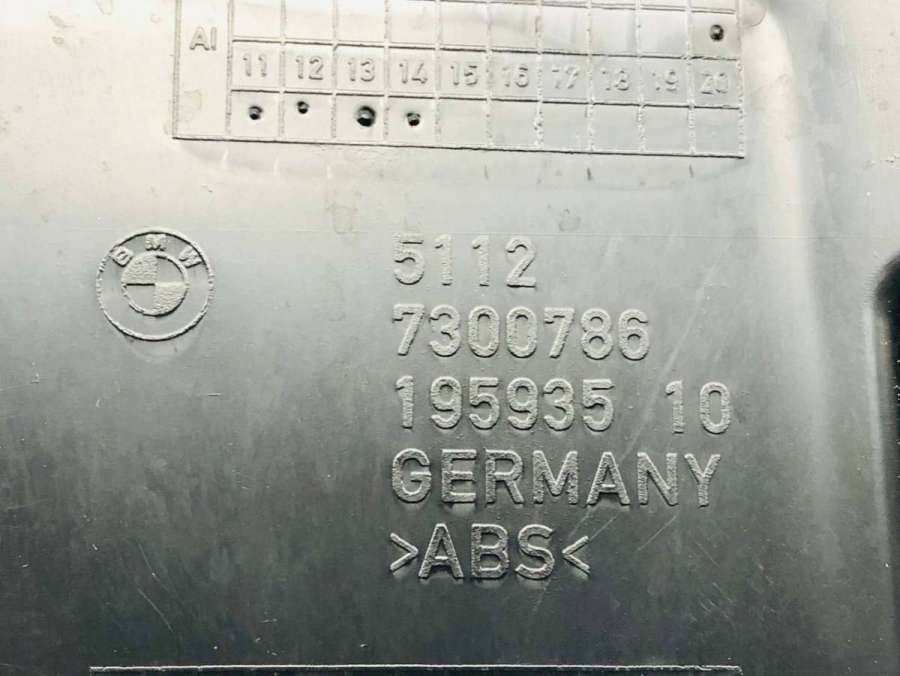 AI
11 12 13 14 15 16 17 18 19 20
BMW
5112
7300786
195935 10
GERMANY
>ABS<